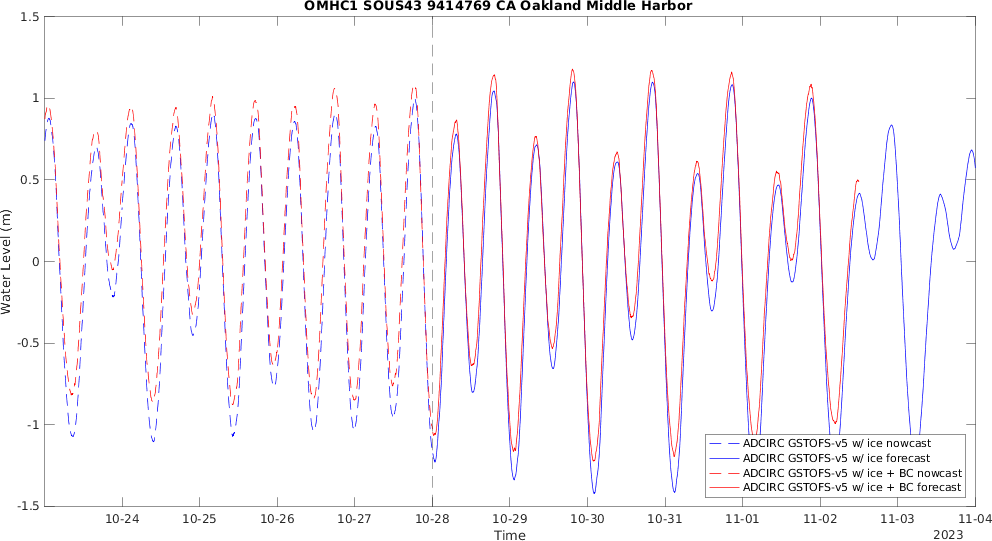 OMHC1 SOUS43 9414769 CA Oakland Middle Harbor
1.5
1
0.5
0
-0.5
-1
-1.5
Water Level (m)
10-24 10-25 10-26 10-27 10-28 10-29 10-30 10-31 11-01 11-02 11-03 11-04
Time
2023
ADCIRC GSTOFS-v5 w/ ice nowcast
ADCIRC GSTOFS-v5 w/ ice forecast
ADCIRC GSTOFS-v5 w/ ice + BC nowcast
ADCIRC GSTOFS-v5 w/ ice + BC forecast